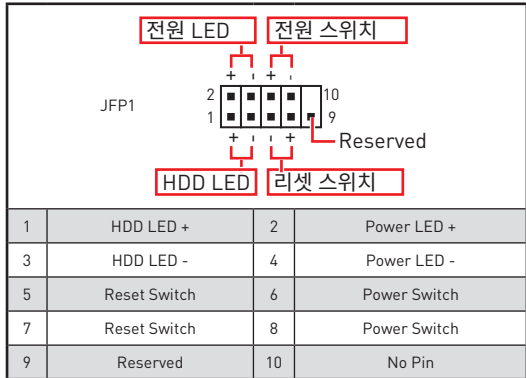 전원 LED 전원 스위치
+ - + -
JFP1
2 10
1 9
+ - - +
Reserved
HDD LED 리셋 스위치
1 HDD LED + 2 Power LED +
3 HDD LED - 4 Power LED -
5 Reset Switch 6 Power Switch
7 Reset Switch 8 Power Switch
9 Reserved 10 No Pin